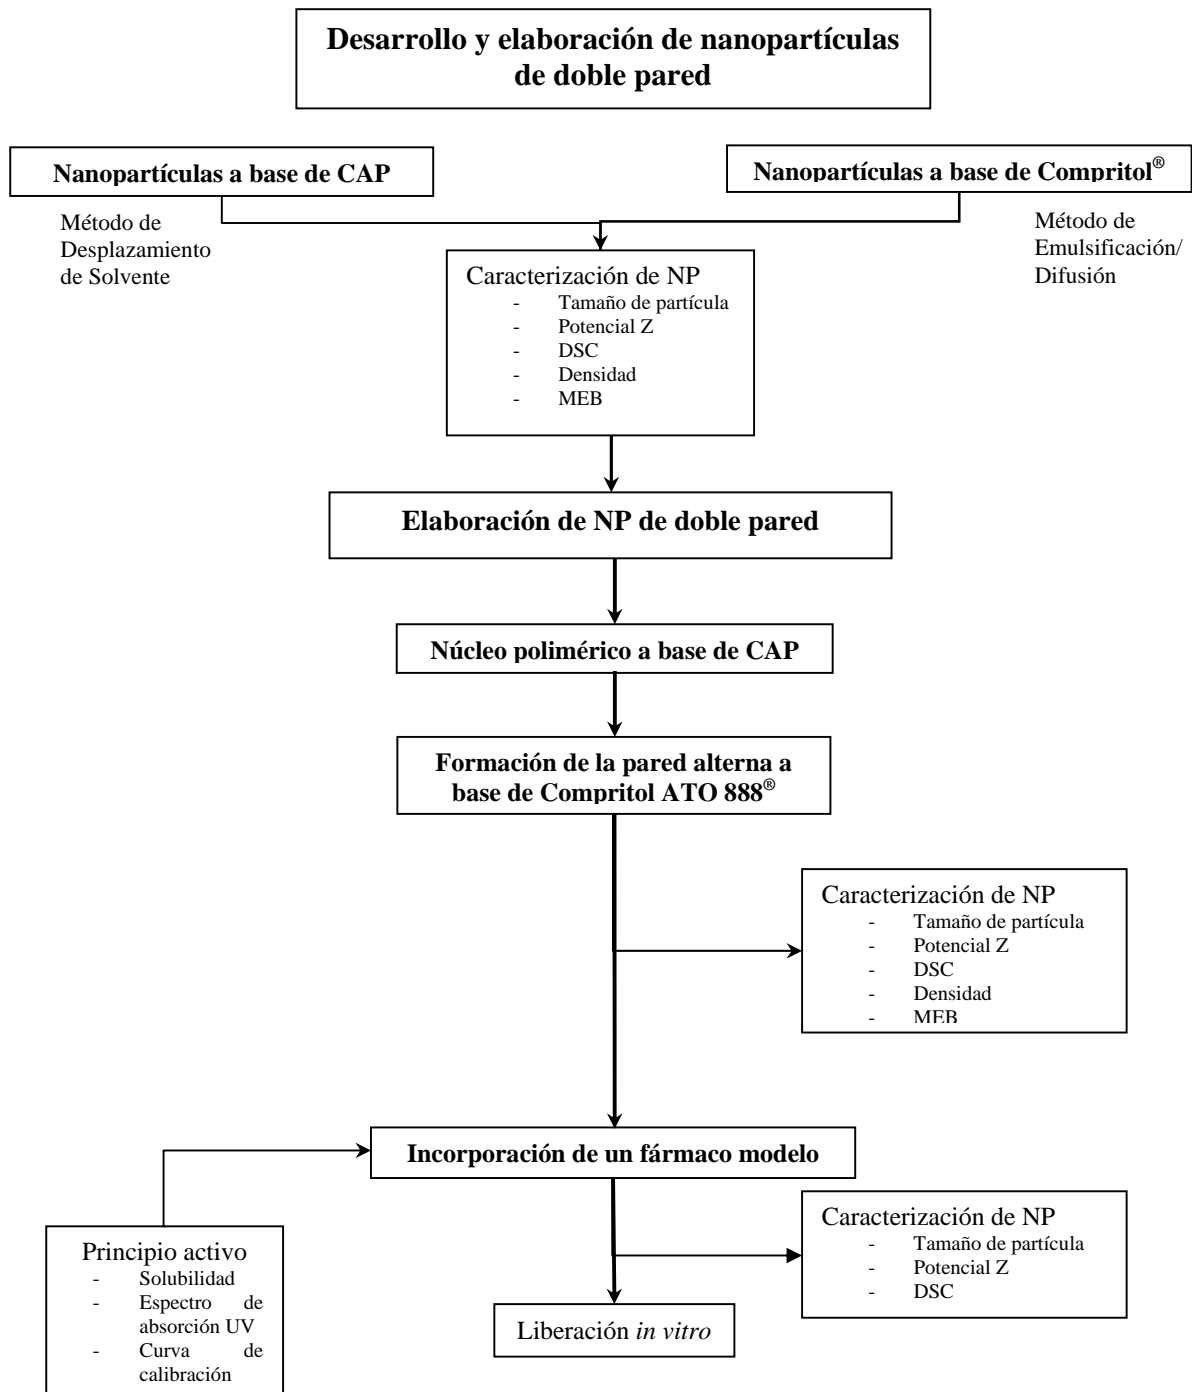 Desarrollo y elaboración de nanopartículas
de doble pared
Nanopartículas a base de CAP
Nanopartículas a base de Compritol®
Método de
Desplazamiento
de Solvente
Método de
Emulsificación/
Difusión
Caracterización de NP
- Tamaño de partícula
- Potencial Z
- DSC
- Densidad
- MEB
Elaboración de NP de doble pared
Núcleo polimérico a base de CAP
Formación de la pared alterna a
base de Compritol ATO 888®
Caracterización de NP
- Tamaño de partícula
- Potencial Z
- DSC
- Densidad
- MEB
Incorporación de un fármaco modelo
Caracterización de NP
- Tamaño de partícula
- Potencial Z
- DSC
Principio activo
- Solubilidad
- Espectro de
absorción UV
- Curva de
calibración
Liberación in vitro